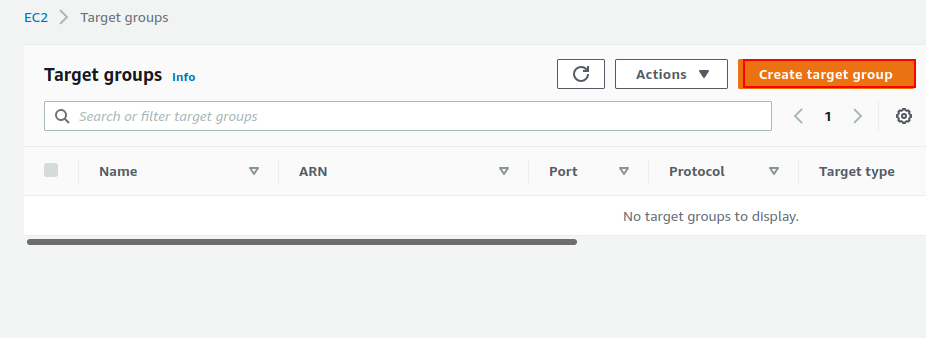 EC2 Target groups
Target groups Info Actions Create target group
Search or filter target groups 1
Name ARN Port Protocol Target type
No target groups to display.